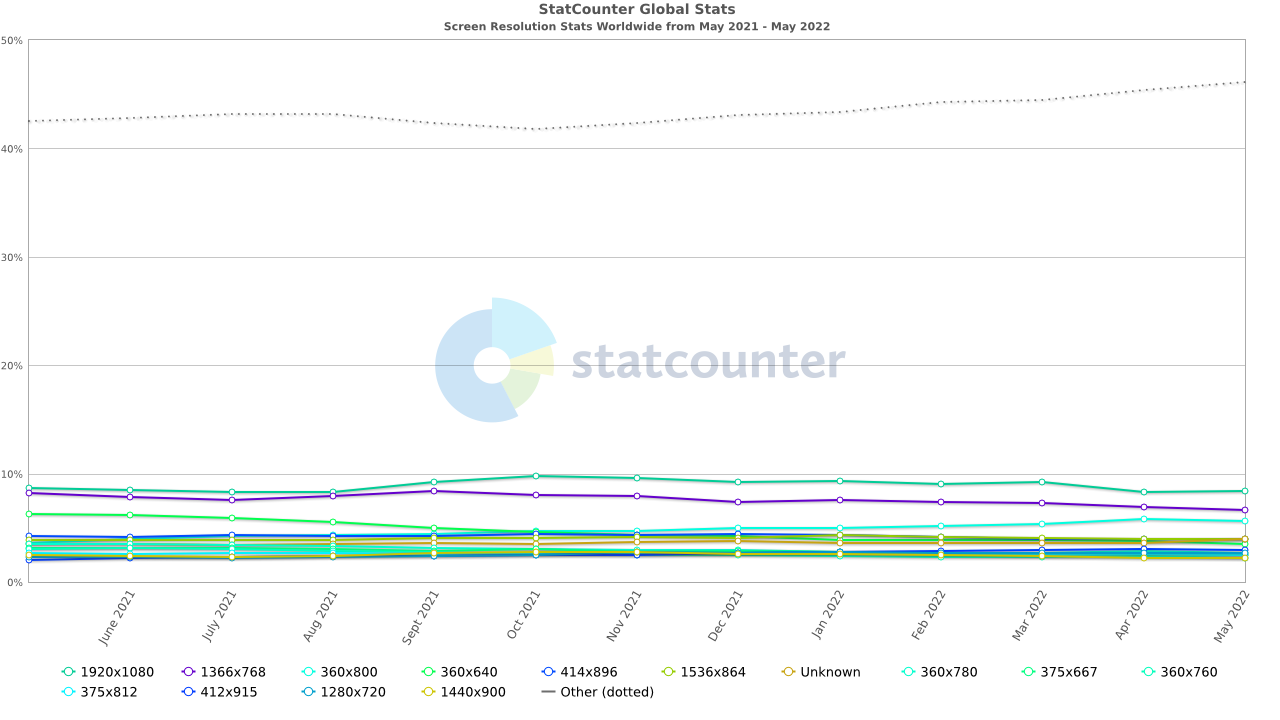 StatCounter Global Stats
Screen Resolution Stats Worldwide from May 2021 - May 2022
50%
40%
30%
20%
10%
0%
statcounter
June 2021 July 2021 Aug 2021 Sept 2021 Oct 2021 Nov 2021 Dec 2021 Jan 2022 Feb 2022 Mar 2022 Apr 2022 May 2022
1920x1080 1366x768 360x800 360x640 414x896 1536x864 Unknown 360x780 375x667 360x760
375x812 412x915 1280x720 1440x900 Other (dotted)